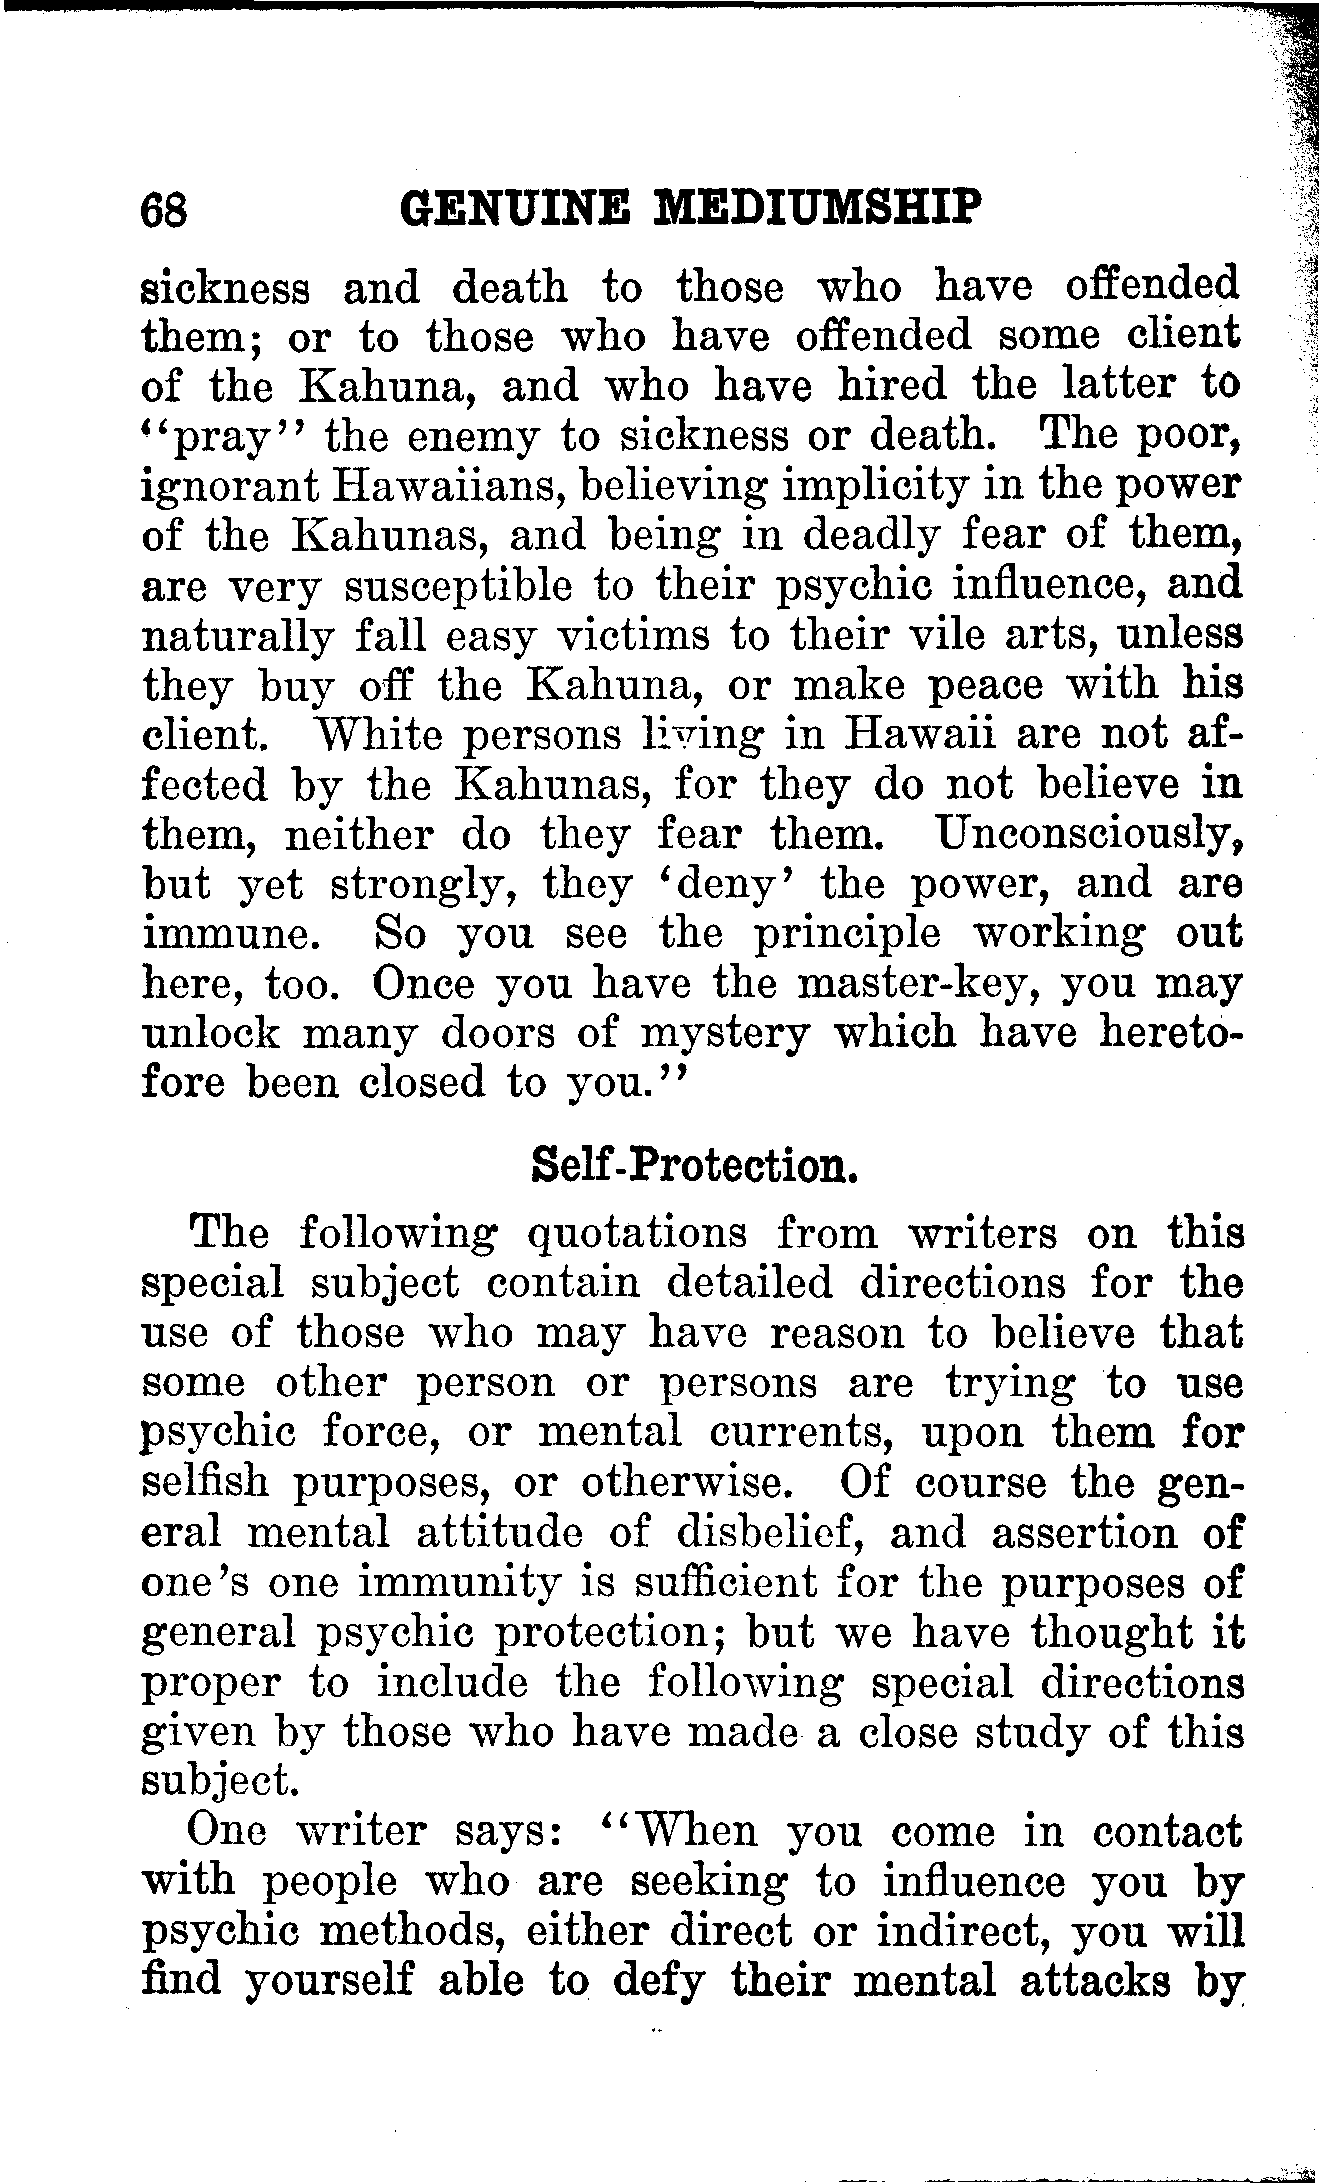 68 GENUINE MEDIUMSHIP
sickness and death to those who have offended
them; or to those who have offended some client
of the Kahuna, and who have hired the latter to
"pray" the enemy to sickness or death. The poor,
ignorant Hawaiians, believing implicity in the power
of the Kahunas, and being in deadly fear of them,
are very susceptible to their psychic influence, and
naturally fall easy victims to their vile arts, unless
they buy off the Kahuna, or make peace with his
client. White persons living in Hawaii are not af-
fected by the Kahunas, for they do not believe in
them, neither do they fear them. Unconsciously,
but yet strongly, they 'deny' the power, and are
immune. So you see the principle working out
here, too. Once you have the master-key, you may
unlock many doors of mystery which have hereto-
fore been closed to you."
Self-Protection.
The following quotations from writers on this
special subject contain detailed directions for the
use of those who may have reason to believe that
some other person or persons are trying to use
psychic force, or mental currents, upon them for
selfish purposes, or otherwise. Of course the gen-
eral mental attitude of disbelief, and assertion of
one's one immunity is sufficient for the purposes of
general psychic protection; but we have thought it
proper to include the following special directions
given by those who have made a close study of this
subject.
One writer says: "When you come in contact
with people who are seeking to influence you by
psychic methods, either direct or indirect, you will
find yourself able to defy their mental attacks by